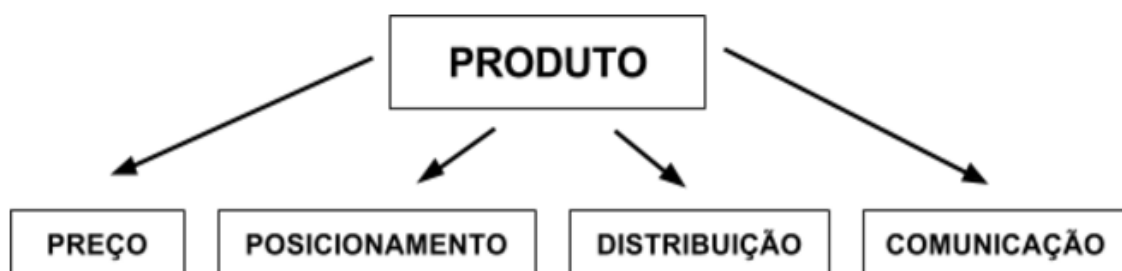 PRODUTO
PREÇO
POSICIONAMENTO
DISTRIBUIÇÃO
COMUNICAÇÃO